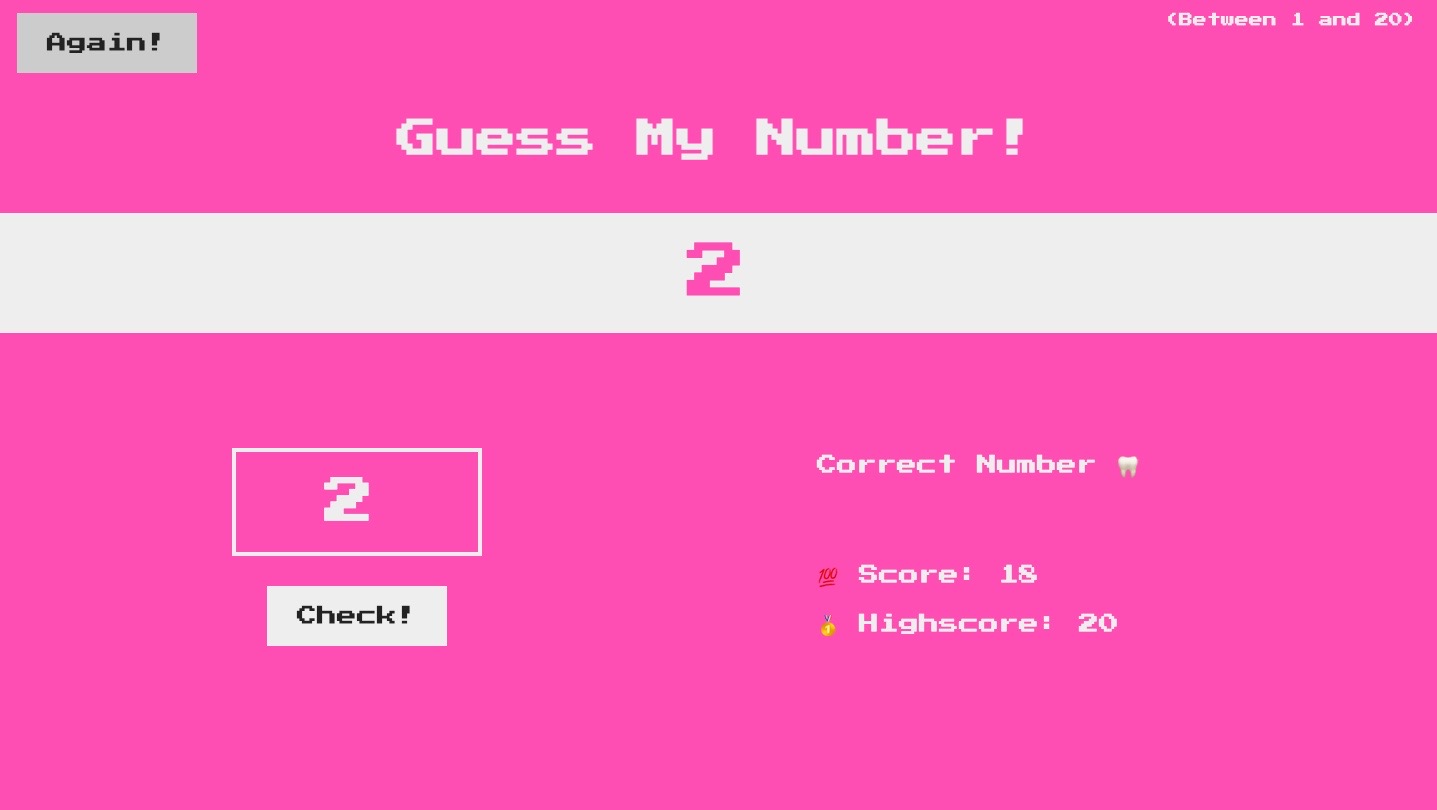 Again!
(Between 1 and 20)
Guess My Number!
2
2
Check!
Correct Number 🦷
💯 Score: 18
🥇 Highscore: 20